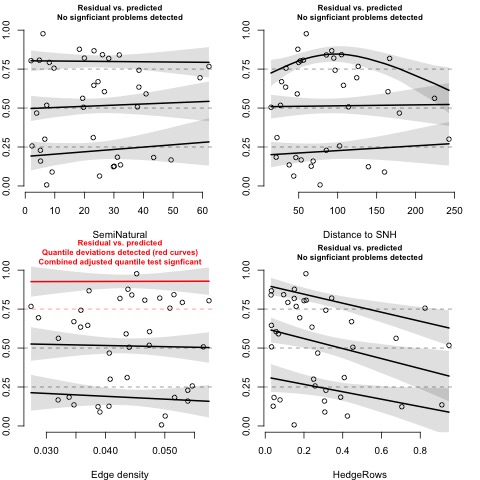 Residual vs. predicted
No signficiant problems detected
0.00 0.25 0.50 0.75 1.00
0 10 20 30 40 50 60
SemiNatural
Residual vs. predicted
No signficiant problems detected
0.00 0.25 0.50 0.75 1.00
50 100 150 200 250
Distance to SNH
Residual vs. predicted
Quantile deviations detected (red curves)
Combined adjusted quantile test signficant
0.00 0.25 0.50 0.75 1.00
0.030 0.040 0.050
Edge density
Residual vs. predicted
No signficiant problems detected
0.00 0.25 0.50 0.75 1.00
0.0 0.2 0.4 0.6 0.8
HedgeRows